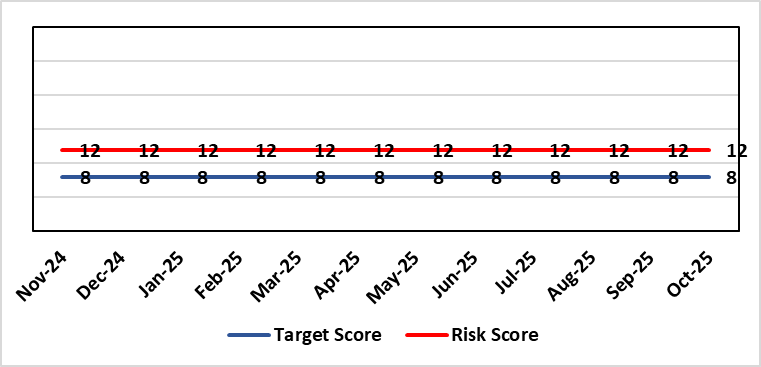 12 12 12 12 12 12 12 12 12 12 12 12
8 8 8 8 8 8 8 8 8 8 8 8
Nov-24 Dec-24 Jan-25 Feb-25 Mar-25 Apr-25 May-25 Jun-25 Jul-25 Aug-25 Sep-25 Oct-25
Target Score Risk Score